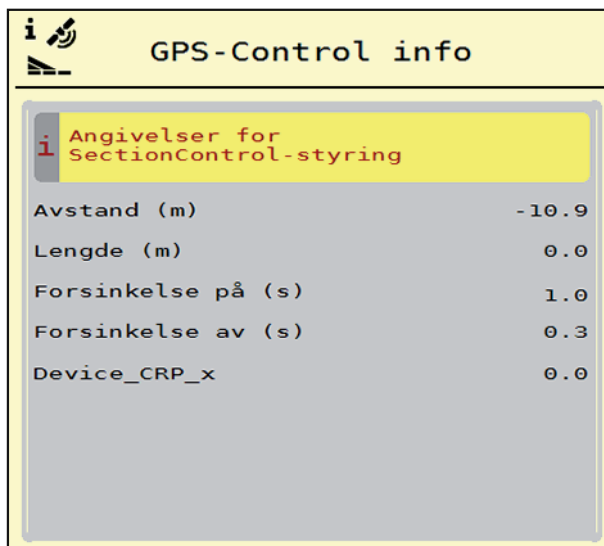 i
GPS-Control info
i
Angivelser for
SectionControl-styring
Avstand (m) -10.9
Lengde (m) 0.0
Forsinkelse på (s) 1.0
Forsinkelse av (s) 0.3
Device_CRP_x 0.0